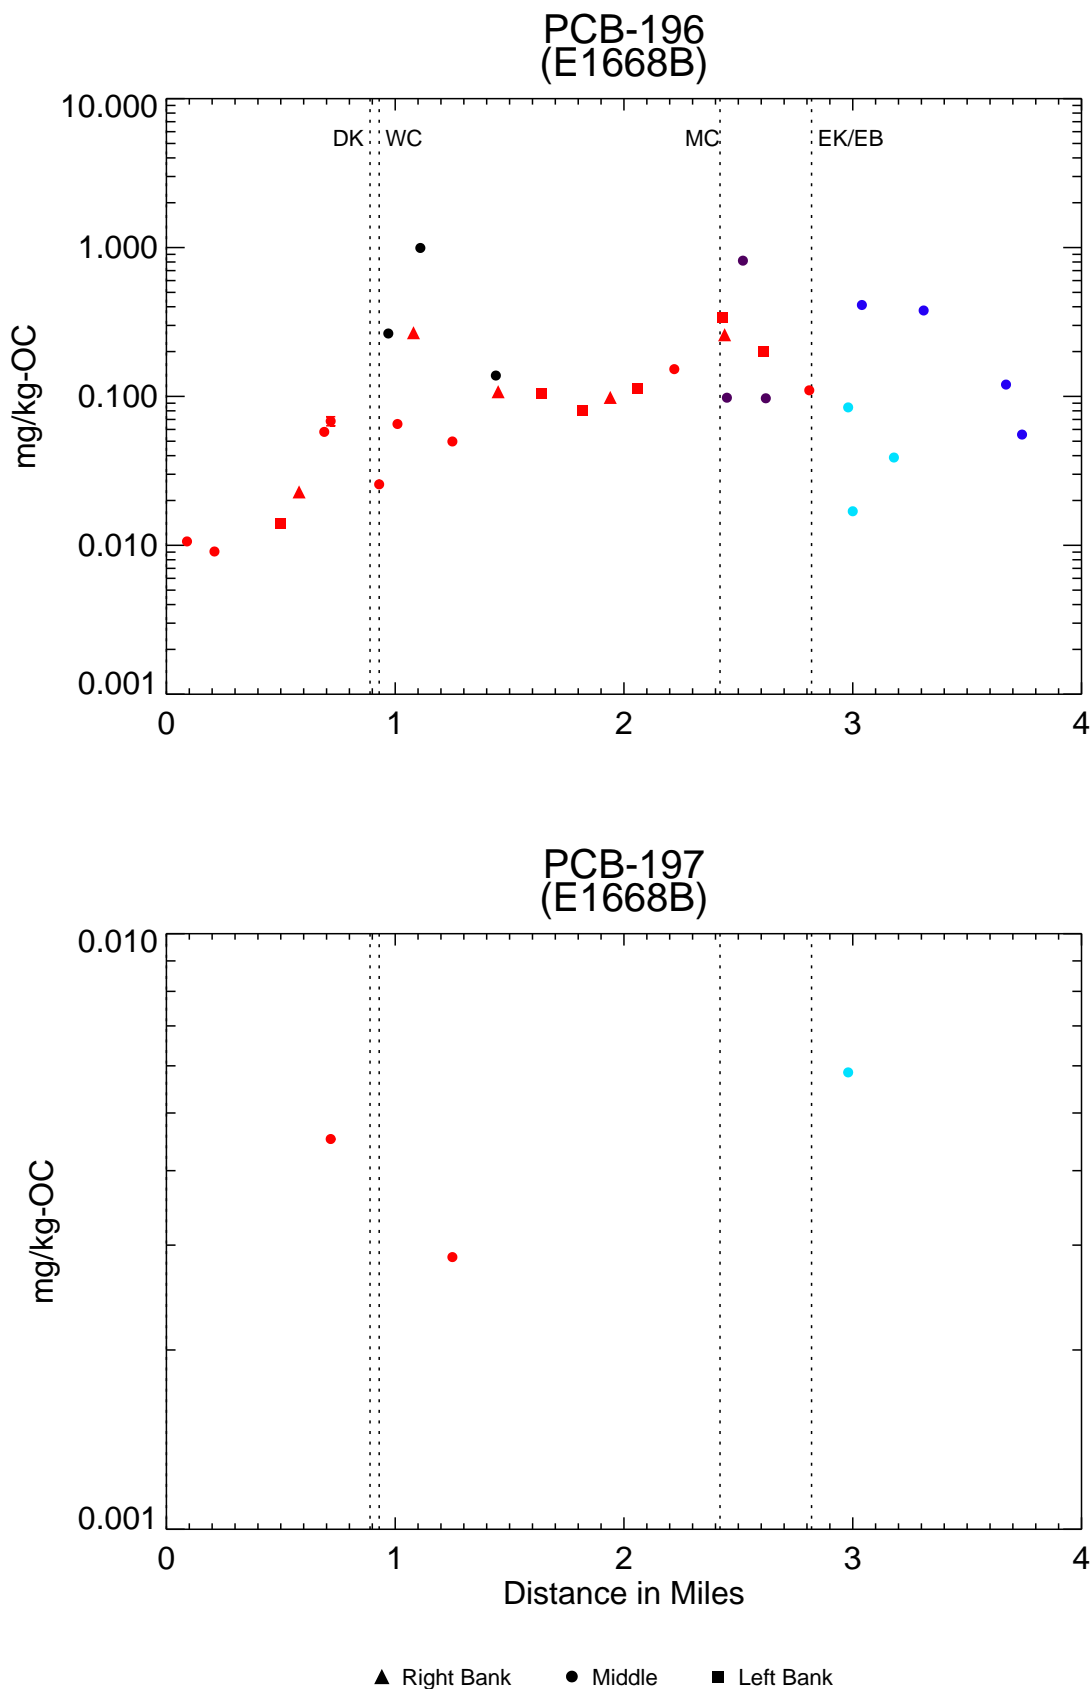 PCB-196
(E1668B)
10.000
DK WC MC EK/EB
1.000
mg/kg-OC
0.100
0.010
0.001
0 1 2 3 4
PCB-197
(E1668B)
0.010
mg/kg-OC
0.001
0 1 2 3 4
Distance in Miles
Right Bank Middle Left Bank